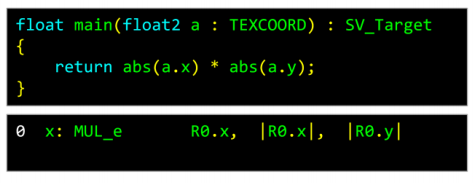 float main(float2 a : TEXCOORD) : SV_Target
{
    return abs(a.x) * abs(a.y);
}
0  x: MUL_e       R0.x,  |R0.x|,  |R0.y|